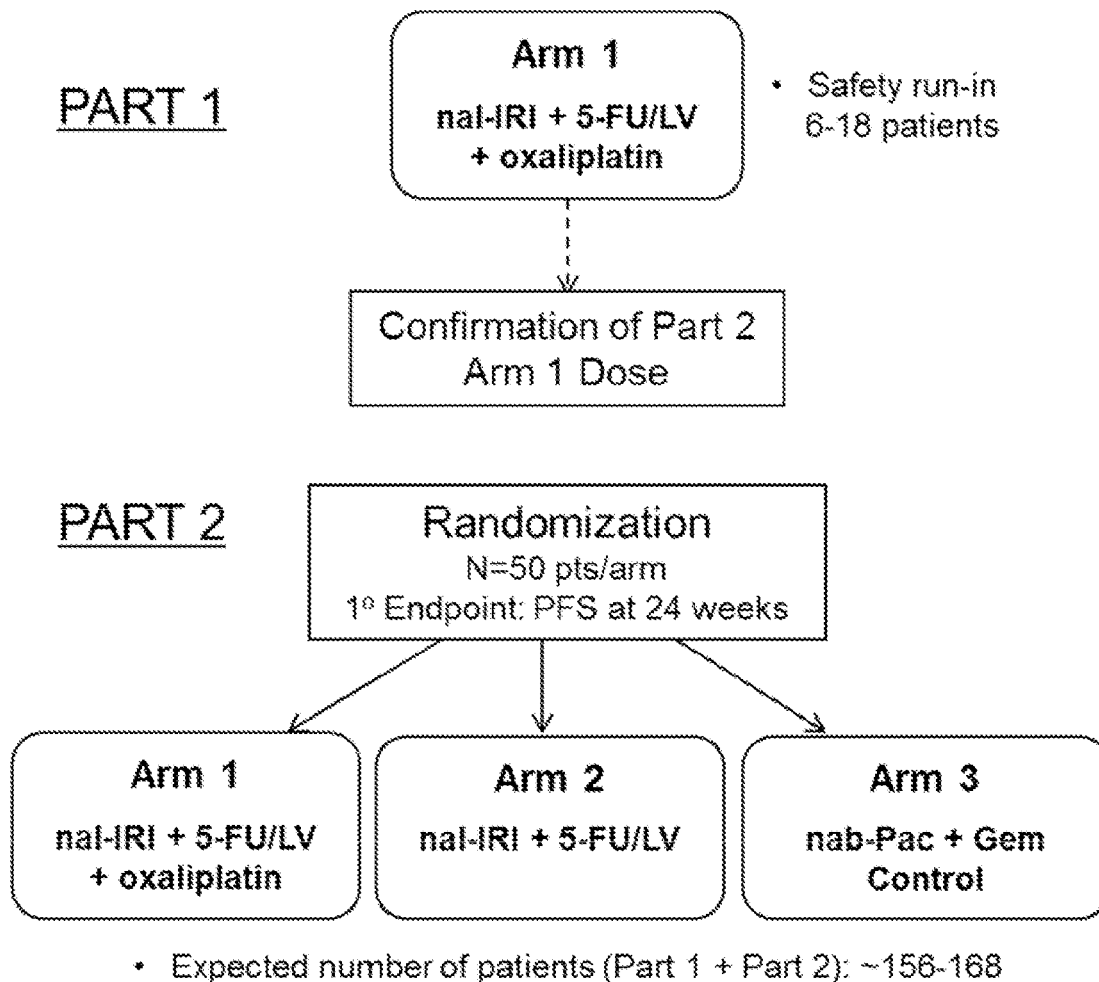 PART 1
Arm 1
nal-IRI + 5-FU/LV
+ oxaliplatin
• Safety run-in
6-18 patients
Confirmation of Part 2
Arm 1 Dose
PART 2
Randomization
N=50 pts/arm
1º Endpoint: PFS at 24 weeks
Arm 1
nal-IRI + 5-FU/LV
+ oxaliplatin
Arm 2
nal-IRI + 5-FU/LV
Arm 3
nab-Pac + Gem
Control
• Expected number of patients (Part 1 + Part 2): ~156-168